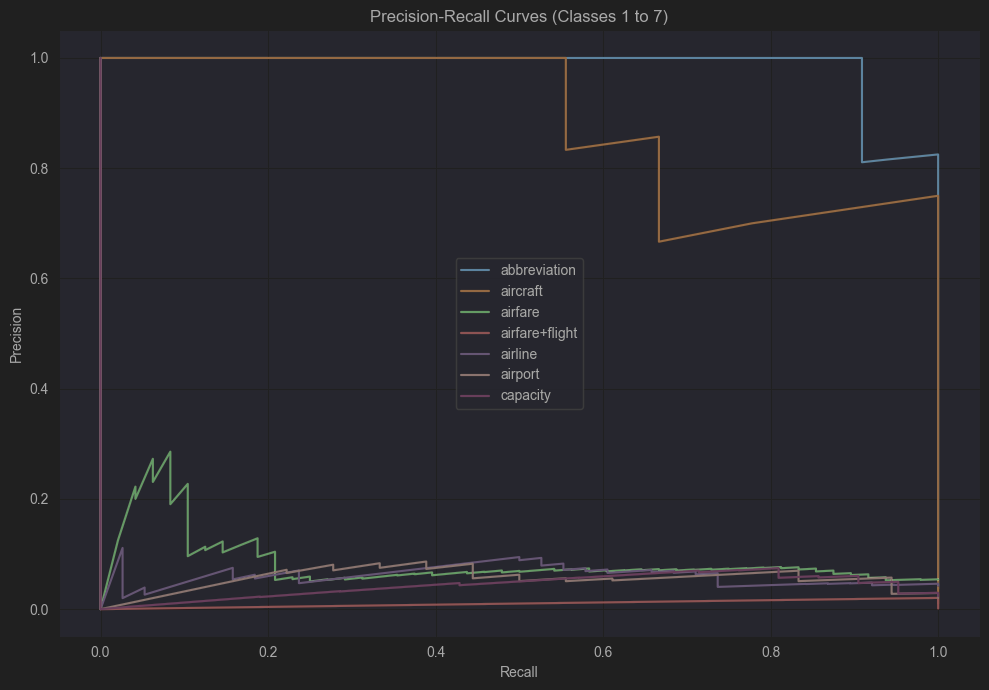 Precision-Recall Curves (Classes 1 to 7)
1.0
0.8
0.6
0.4
0.2
0.0
Precision
abbreviation
aircraft
airfare
airfare+flight
airline
airport
capacity
0.0 0.2 0.4 0.6 0.8 1.0
Recall